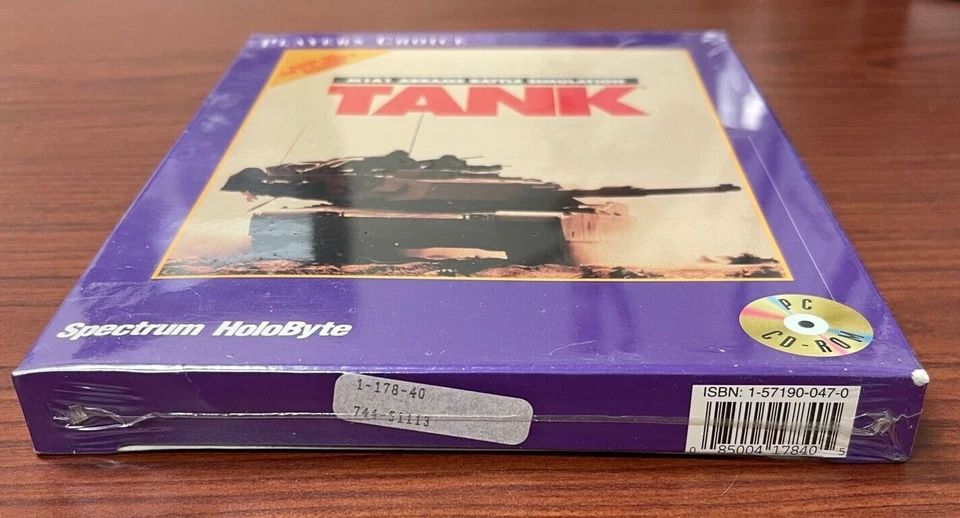 PLAYERS CHOICE
M1A1 ABRAMS BATTLE SIMULATION
TANK
Spectrum HoloByte
PC
CD-ROM
1-178-40
744-51113
ISBN: 1-57190-047-0
0 85004 17840 5